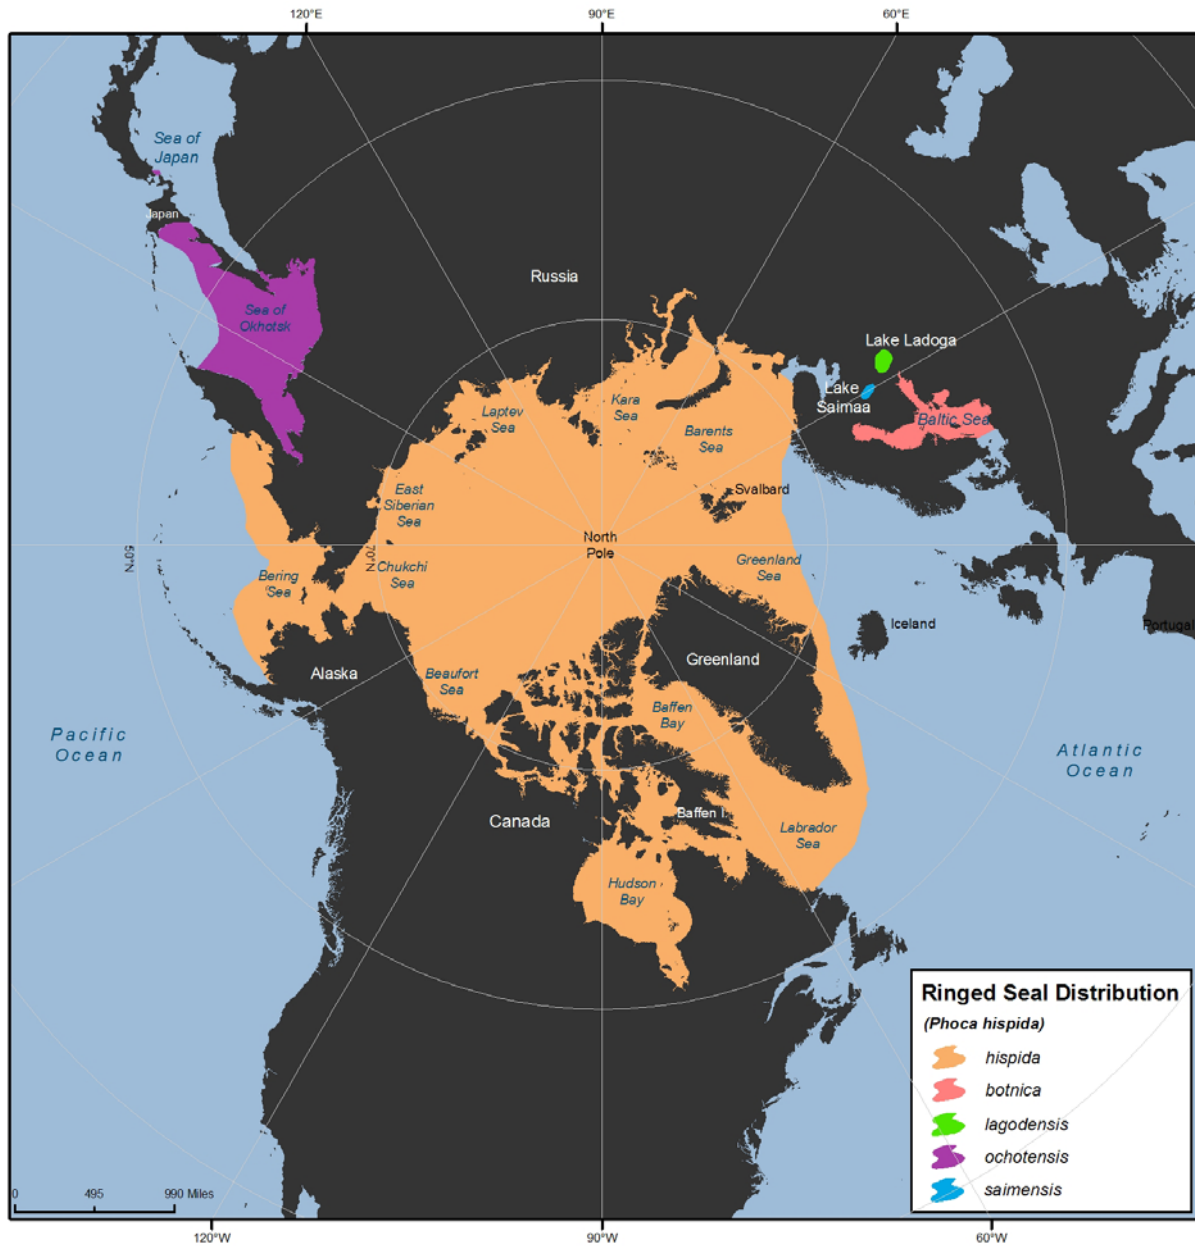 120°E
90°E
60°E
Sea of
Japan
Japan
Russia
Sea of
Okhotsk
Lake Ladoga
Lake
Saimaa
Baltic Sea
Kara
Sea
Laptev
Sea
Barents
Sea
Svalbard
East
Siberian
Sea
North
Pole
50°N
70°N
Chukchi
Sea
Greenland
Sea
Bering
Sea
Iceland
Portugal
Alaska
Greenland
Beaufort
Sea
Baffen
Bay
Pacific
Ocean
Atlantic
Ocean
Canada
Baffen I.
Labrador
Sea
Hudson
Bay
Ringed Seal Distribution
(Phoca hispida)
hispida
botnica
lagodensis
ochotensis
saimensis
0 495 990 Miles
120°W
90°W
60°W